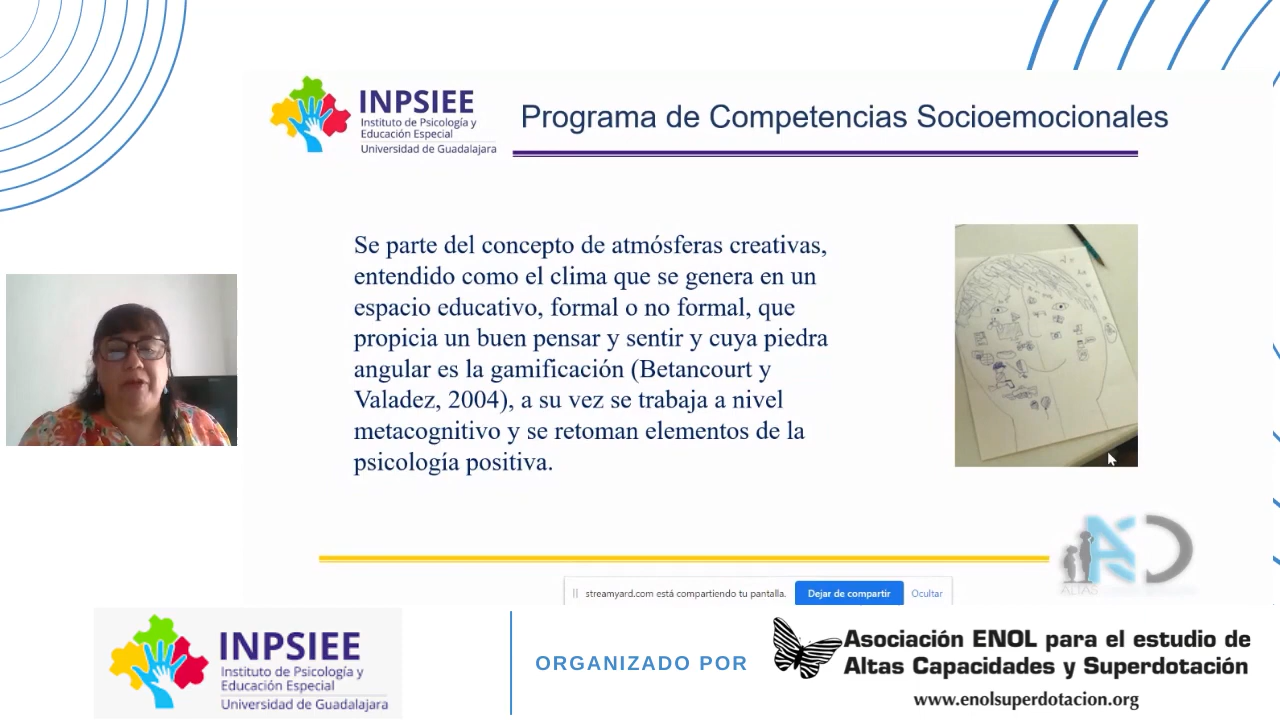 INPSIEE
Instituto de Psicología y
Educación Especial
Universidad de Guadalajara
Programa de Competencias Socioemocionales
Se parte del concepto de atmósferas creativas,
entendido como el clima que se genera en un
espacio educativo, formal o no formal, que
propicia un buen pensar y sentir y cuya piedra
angular es la gamificación (Betancourt y
Valadez, 2004), a su vez se trabaja a nivel
metacognitivo y se retoman elementos de la
psicología positiva.
ALTAS
streamyard.com está compartiendo tu pantalla.
Dejar de compartir
Ocultar
INPSIEE
Instituto de Psicología y
Educación Especial
Universidad de Guadalajara
ORGANIZADO POR
Asociación ENOL para el estudio de
Altas Capacidades y Superdotación
www.enolsuperdotacion.org